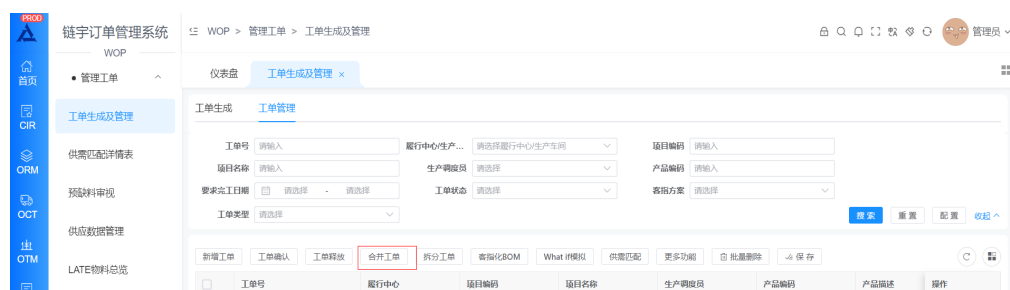 PROD
链宇订单管理系统
WOP > 管理工单 > 工单生成及管理
管理员
WOP
首页
管理工单
仪表盘
工单生成及管理 ×
工单生成
工单管理
CIR
工单生成及管理
工单号 请输入
履行中心/生产... 请选择履行中心/生产车间
项目编码 请输入
供需匹配详情表
ORM
项目名称 请输入
生产调度员 请选择
产品编码 请输入
预缺料审视
要求完工日期 请选择 - 请选择
工单状态 请选择
客指方案 请选择
OCT
工单类型 请选择
搜索 重置 配置 收起
供应数据管理
OTM
新增工单 工单确认 工单释放 合并工单 拆分工单 客指化BOM What if模拟 供需匹配 更多功能 批量删除 保存
LATE物料总览
工单号 履行中心 项目编码 项目名称 生产调度员 产品编码 产品描述 操作